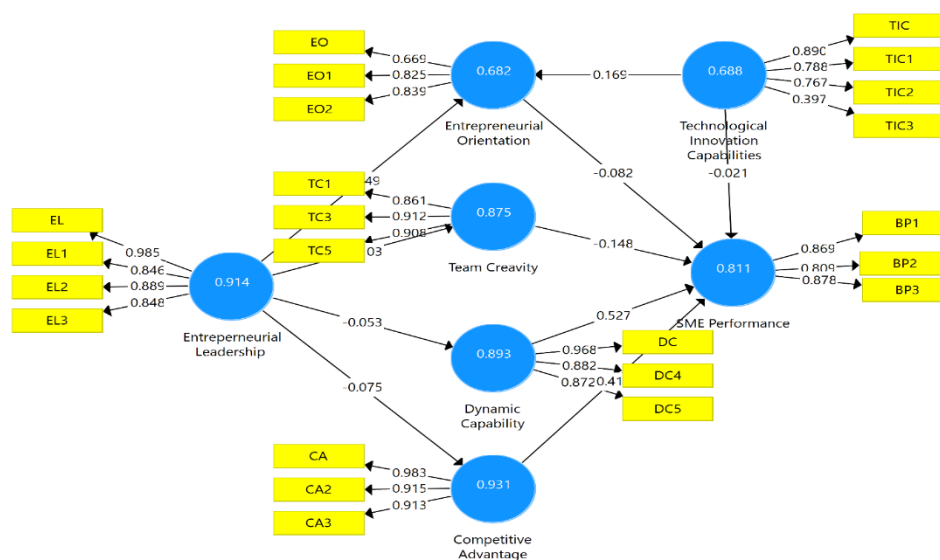 EO
EO1
EO2
0.669
0.825
0.839
0.682
Entrepreneurial
Orientation
0.169
0.688
Technological
Innovation
Capabilities
0.890
0.788
0.767
0.397
TIC
TIC1
TIC2
TIC3
-0.082
-0.021
49
TC1
TC3
TC5
0.861
0.912
0.908
03
0.875
Team Creavity
-0.148
EL
EL1
EL2
EL3
0.985
0.846
0.889
0.848
0.914
Entreperneurial
Leadership
0.811
SME Performance
0.869
0.809
0.878
BP1
BP2
BP3
-0.053
0.527
0.893
Dynamic
Capability
0.968
0.882
0.872
0.41
DC
DC4
DC5
-0.075
CA
CA2
CA3
0.983
0.915
0.913
0.931
Competitive
Advantage